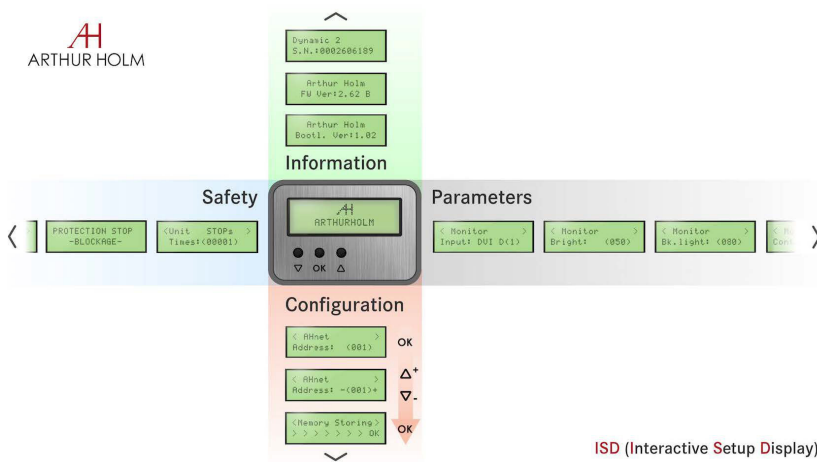 ARTHUR HOLM
Dynamic 2
S.N.:0002606189
Arthur Holm
FW Ver:2.62 B
Arthur Holm
Bootl. Ver:1.02
Information
Safety
Parameters
PROTECTION STOP
-BLOCKAGE-
<Unit STOPs >
Times:(00001)
ARTHURHOLM
OK
< Monitor >
Input: DVI D(1)
< Monitor >
Bright: (050)
< Monitor >
Bk.light: (080)
Configuration
< AHnet >
Address: (001)
OK
< AHnet >
Address: -(001)+
+
-
<Memory Storing>
> > > > > > > OK
OK
ISD (Interactive Setup Display)